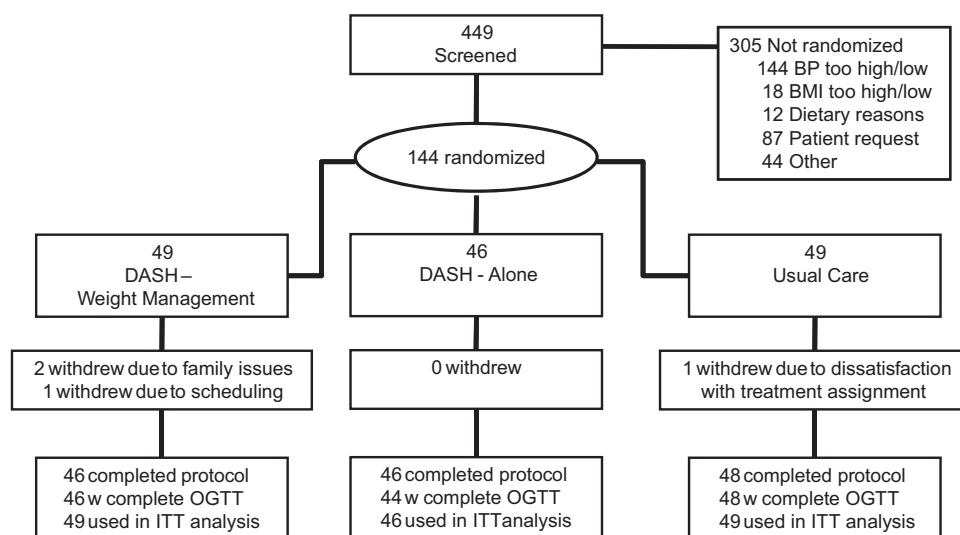 449
Screened
305 Not randomized
144 BP too high/low
18 BMI too high/low
12 Dietary reasons
87 Patient request
44 Other
144 randomized
49
DASH –
Weight Management
46
DASH - Alone
49
Usual Care
2 withdrew due to family issues
1 withdrew due to scheduling
0 withdrew
1 withdrew due to dissatisfaction
with treatment assignment
46 completed protocol
46 w complete OGTT
49 used in ITT analysis
46 completed protocol
44 w complete OGTT
46 used in ITT analysis
48 completed protocol
48 w complete OGTT
49 used in ITT analysis